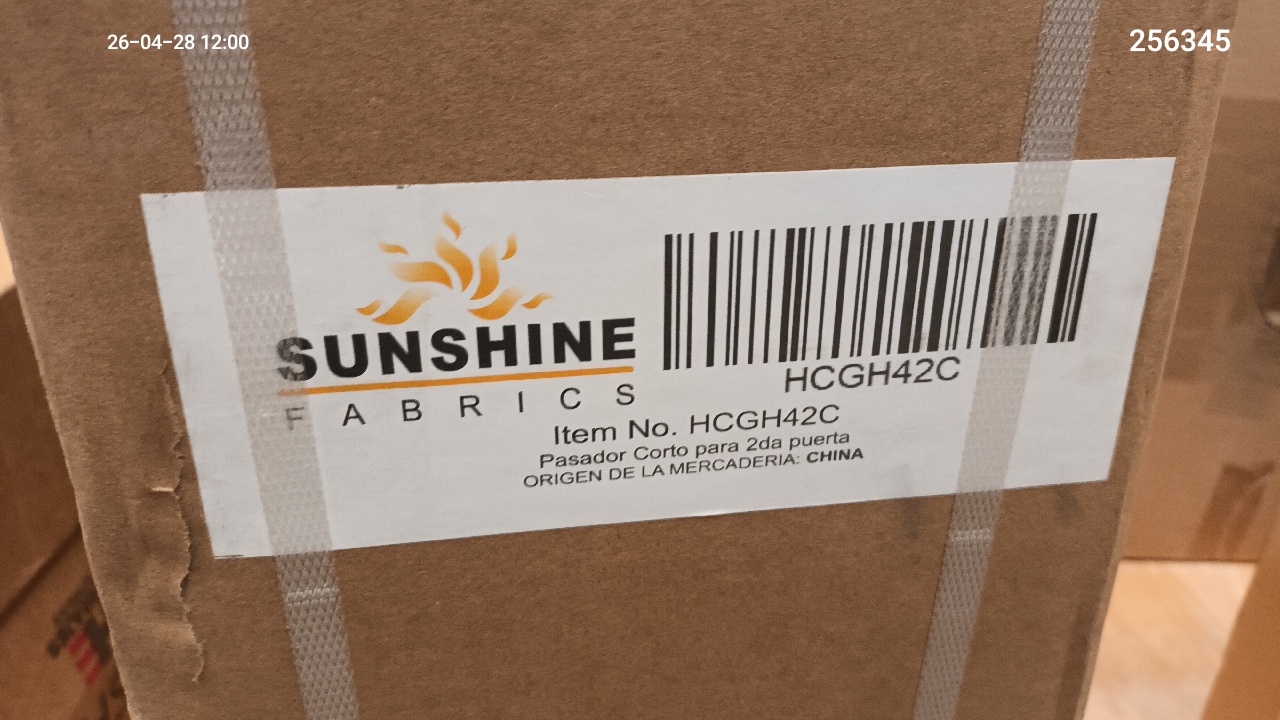 26-04-28 12:00
256345
SUNSHINE
FABRICS
HCGH42C
Item No. HCGH42C
Pasador Corto para 2da puerta
ORIGEN DE LA MERCADERIA: CHINA